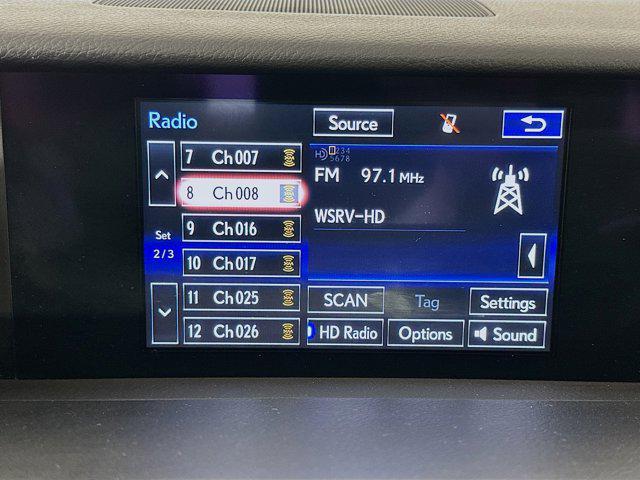 Radio
Source
7 Ch007
8 Ch008
9 Ch016
10 Ch017
11 Ch025
12 Ch026
Set
2/3
HD 1234
5678
FM 97.1 MHz
WSRV-HD
SCAN
Tag
Settings
HD Radio
Options
Sound